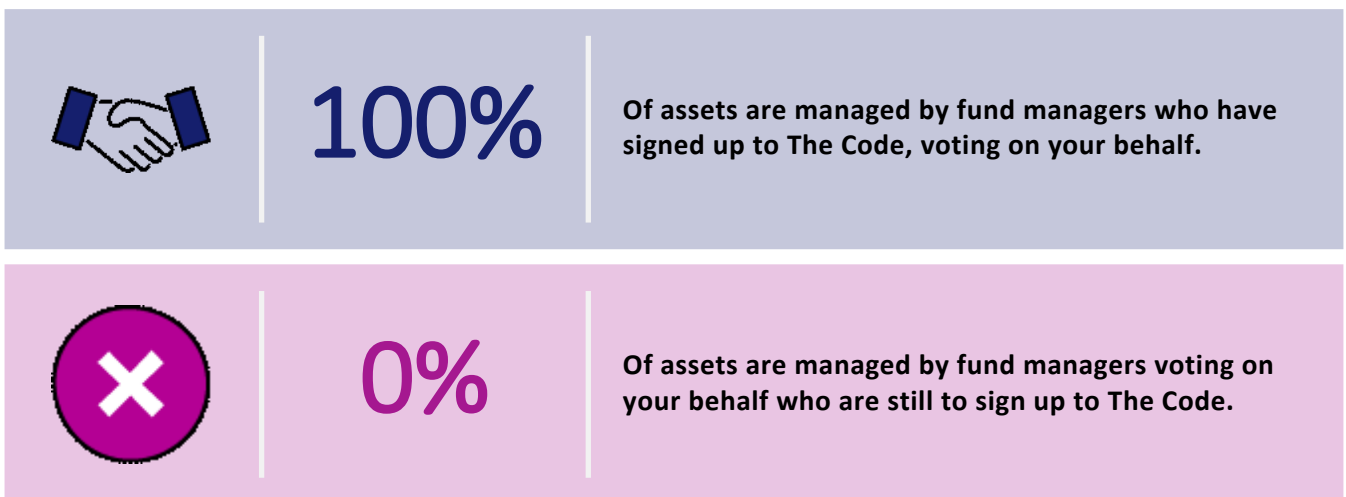 100%
Of assets are managed by fund managers who have
signed up to The Code, voting on your behalf.
0%
Of assets are managed by fund managers voting on
your behalf who are still to sign up to The Code.